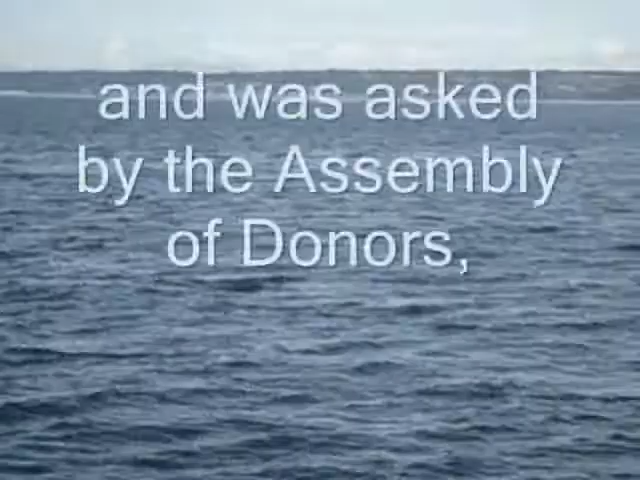 and was asked
by the Assembly
of Donors,